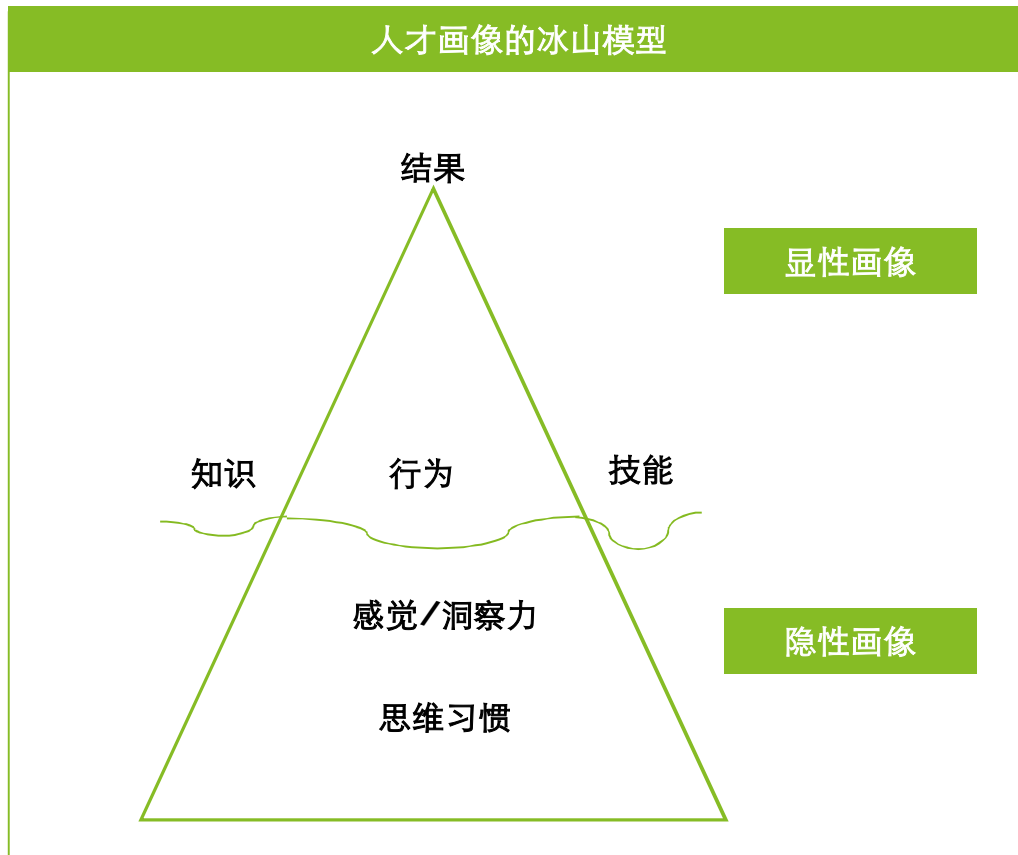 人才画像的冰山模型
结果
显性画像
知识
行为
技能
感觉/洞察力
隐性画像
思维习惯